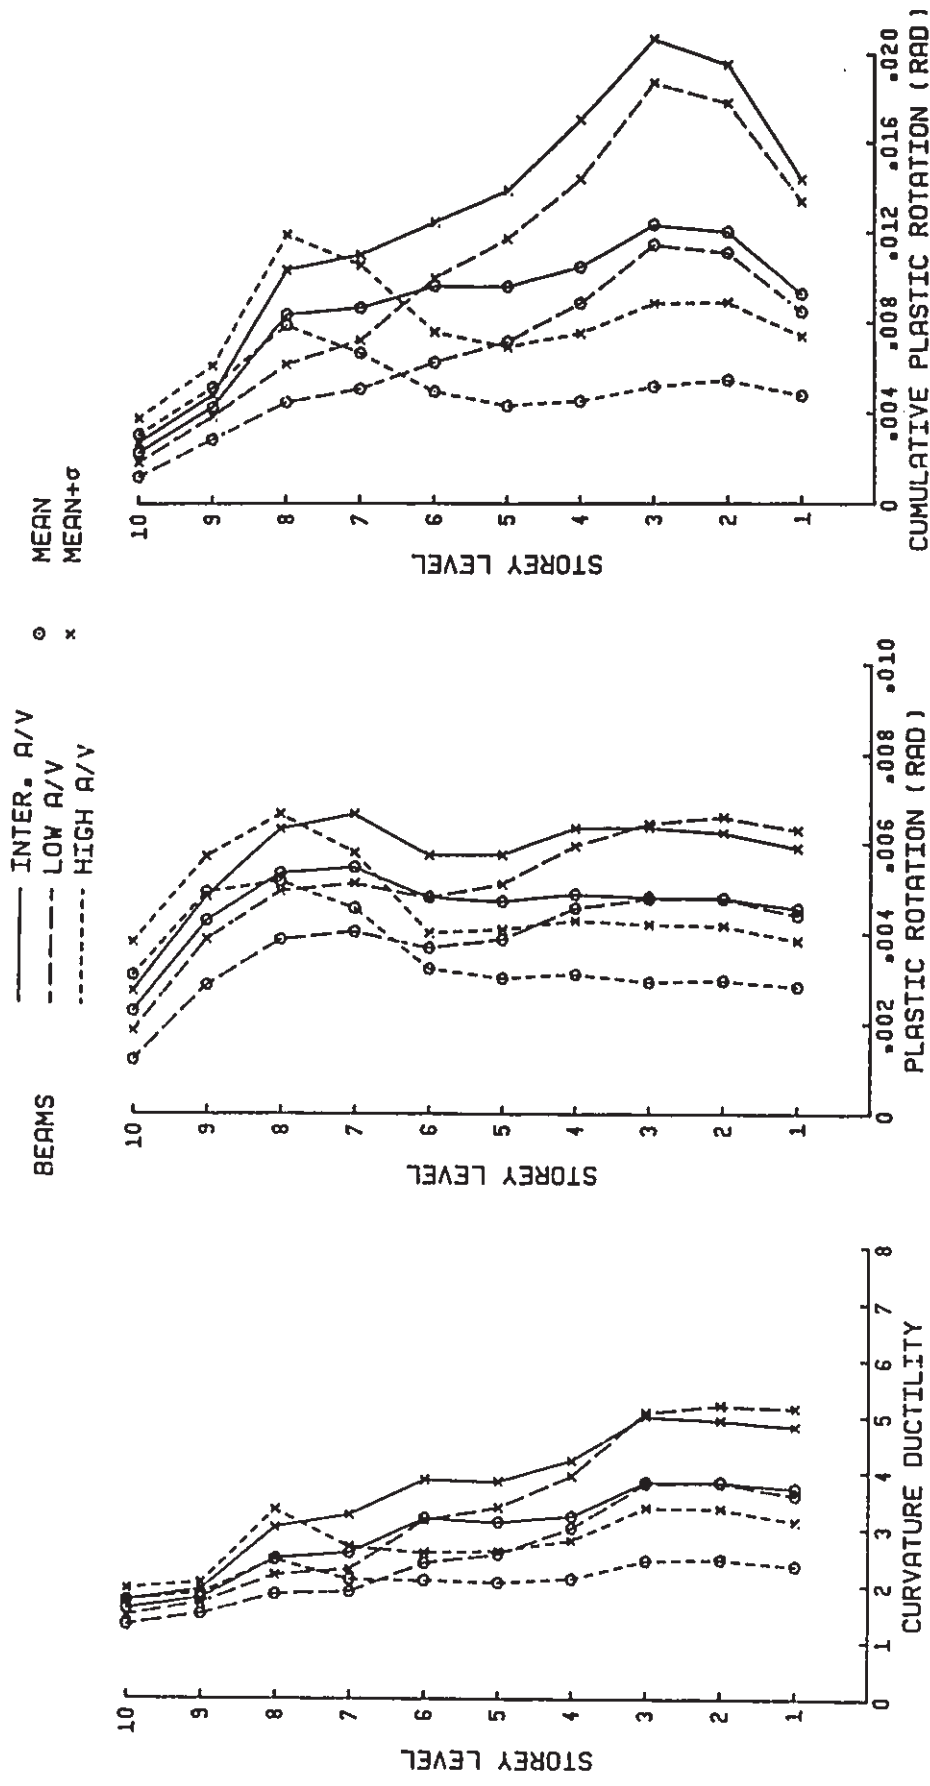 BEAMS
INTER. A/V
LOW A/V
HIGH A/V
MEAN
MEAN+σ
STOREY LEVEL
10
9
8
7
6
5
4
3
2
1
0 1 2 3 4 5 6 7 8
CURVATURE DUCTILITY
STOREY LEVEL
10
9
8
7
6
5
4
3
2
1
0 .002 .004 .006 .008 .010
PLASTIC ROTATION (RAD)
STOREY LEVEL
10
9
8
7
6
5
4
3
2
1
0 .004 .008 .012 .016 .020
CUMULATIVE PLASTIC ROTATION (RAD)